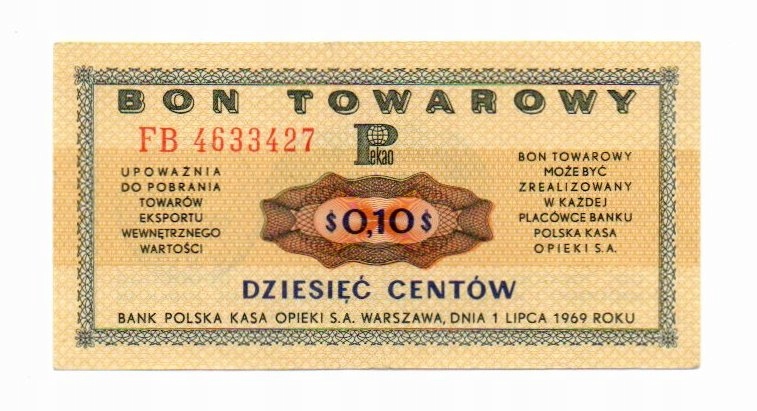 BON TOWAROWY
FB 4633427
Pekao
UPOWAŻNIA
DO POBRANIA
TOWARÓW
EKSPORTU
WEWNĘTRZNEGO
WARTOŚCI
$0,10$
BON TOWAROWY
MOŻE BYĆ
ZREALIZOWANY
W KAŻDEJ
PLACÓWCE BANKU
POLSKA KASA
OPIEKI S.A.
DZIESIĘĆ CENTÓW
BANK POLSKA KASA OPIEKI S.A. WARSZAWA, DNIA 1 LIPCA 1969 ROKU